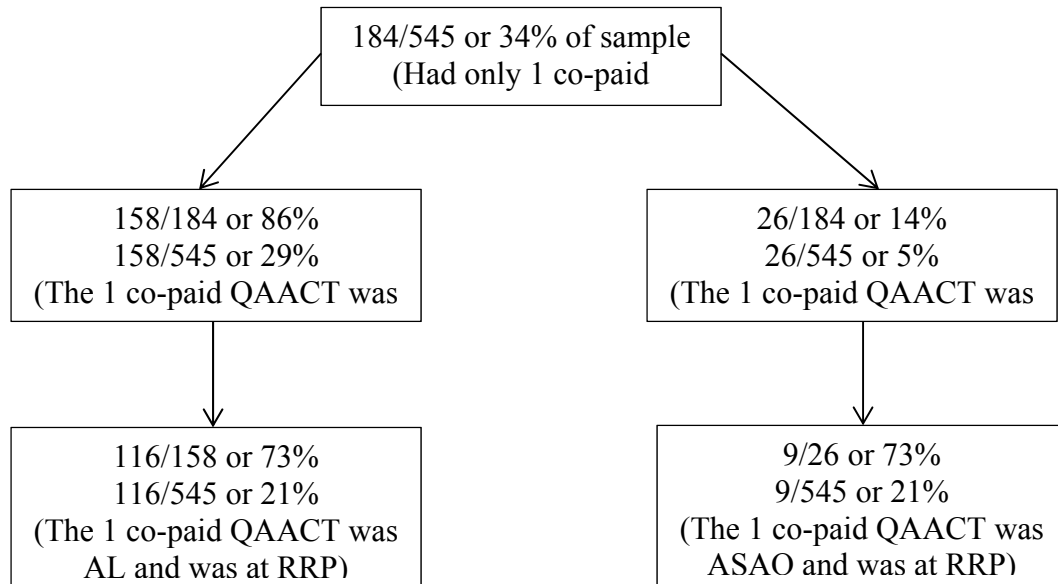 184/545 or 34% of sample
(Had only 1 co-paid
158/184 or 86%
158/545 or 29%
(The 1 co-paid QAACT was
26/184 or 14%
26/545 or 5%
(The 1 co-paid QAACT was
116/158 or 73%
116/545 or 21%
(The 1 co-paid QAACT was
AL and was at RRP)
9/26 or 73%
9/545 or 21%
(The 1 co-paid QAACT was
ASAO and was at RRP)